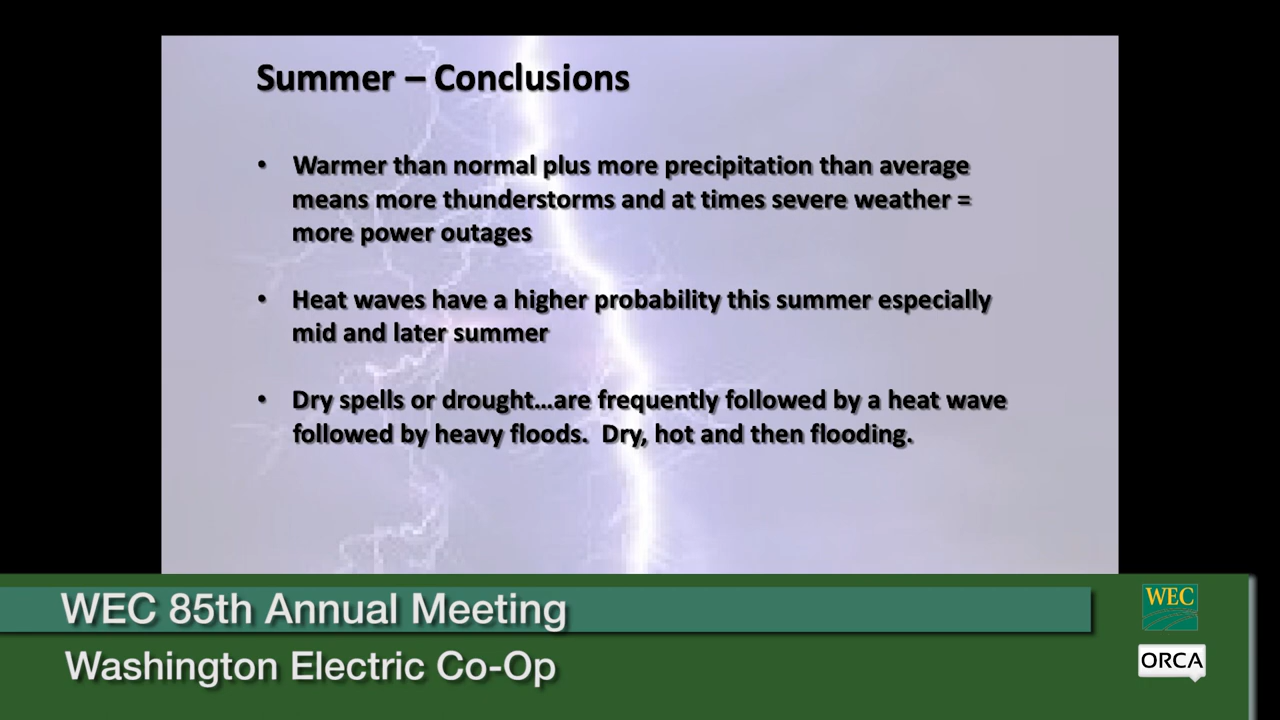 Summer – Conclusions
• Warmer than normal plus more precipitation than average
means more thunderstorms and at times severe weather =
more power outages
• Heat waves have a higher probability this summer especially
mid and later summer
• Dry spells or drought…are frequently followed by a heat wave
followed by heavy floods.  Dry, hot and then flooding.
WEC 85th Annual Meeting
Washington Electric Co-Op
WEC
ORCA